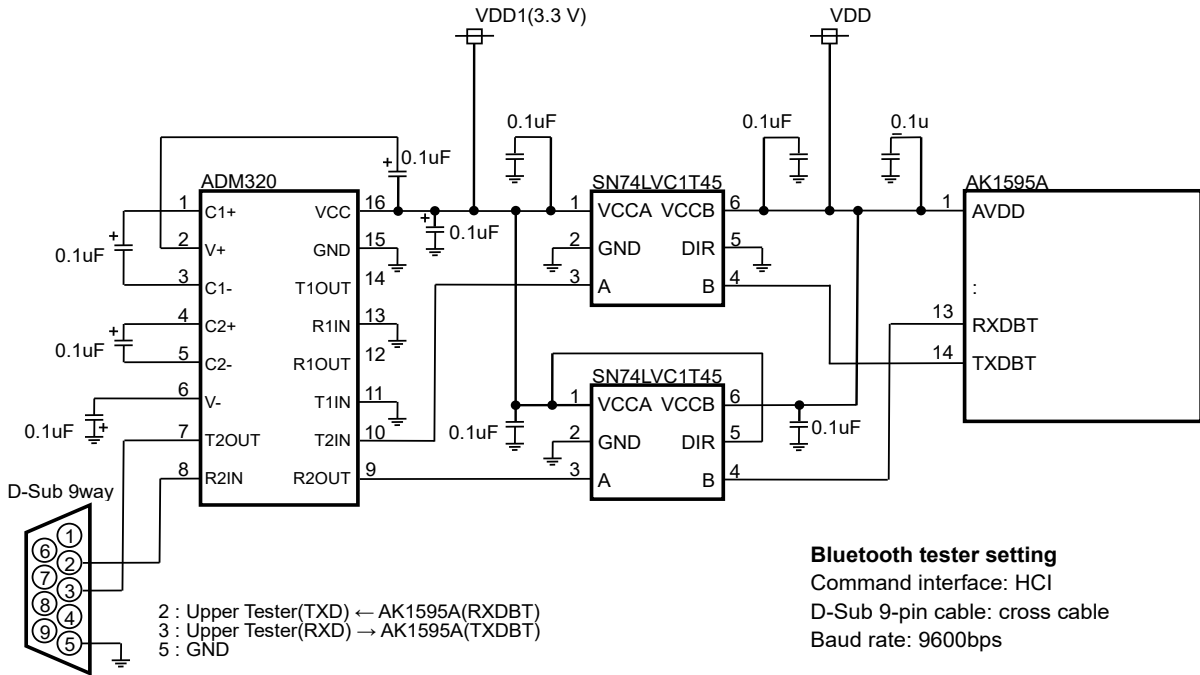 VDD1(3.3 V)
VDD
0.1uF
0.1uF
0.1u
0.1uF
ADM320
SN74LVC1T45
AK1595A
1 C1+ VCC 16
1 VCCA VCCB 6
1 AVDD
0.1uF
2 V+ GND 15
2 GND DIR 5
0.1uF
3 C1- T1OUT 14
3 A B 4
:
4 C2+ R1IN 13
13 RXDBT
0.1uF
5 C2- R1OUT 12
14 TXDBT
SN74LVC1T45
6 V- T1IN 11
1 VCCA VCCB 6
0.1uF
0.1uF
0.1uF
7 T2OUT T2IN 10
2 GND DIR 5
8 R2IN R2OUT 9
3 A B 4
D-Sub 9way
1
6
2
7
3
8
4
9
5
2 : Upper Tester(TXD) ← AK1595A(RXDBT)
3 : Upper Tester(RXD) → AK1595A(TXDBT)
5 : GND
Bluetooth tester setting
Command interface: HCI
D-Sub 9-pin cable: cross cable
Baud rate: 9600bps